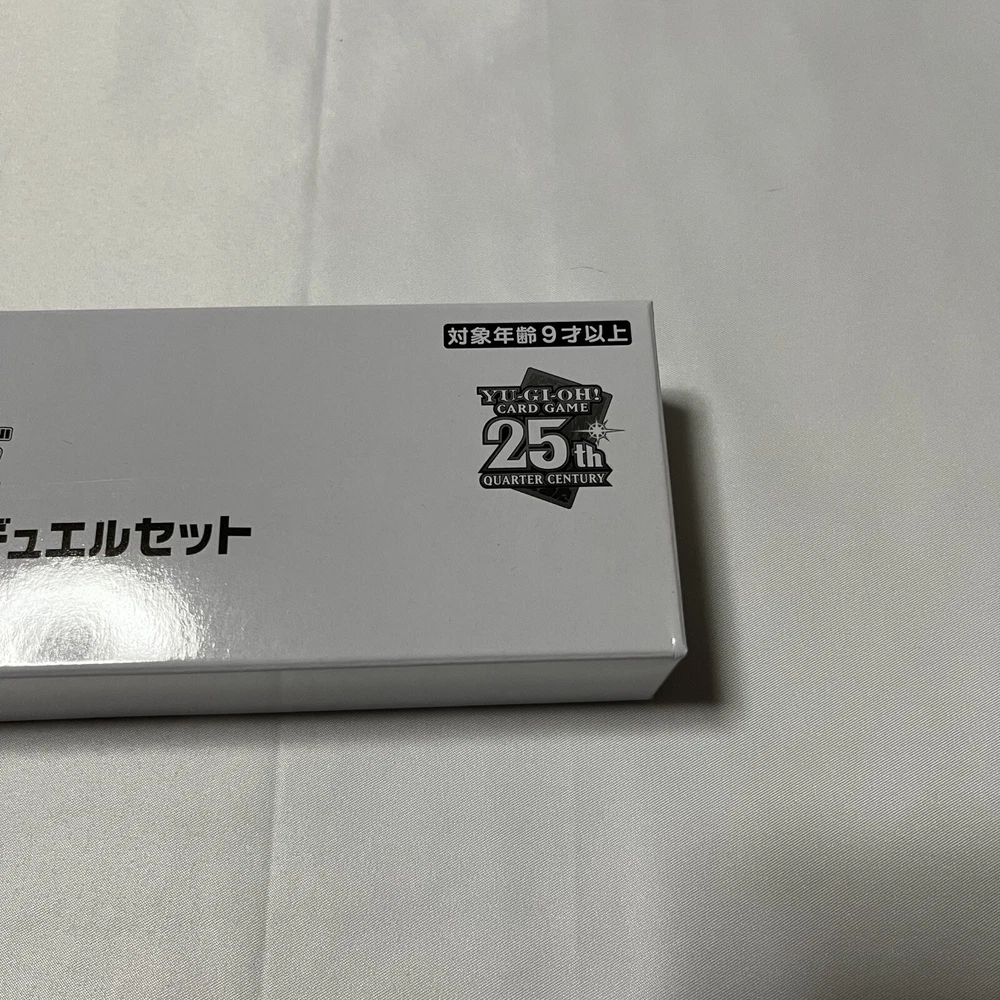 対象年齢9才以上
YU-GI-OH!
CARD GAME
25th
QUARTER CENTURY
デュエルセット